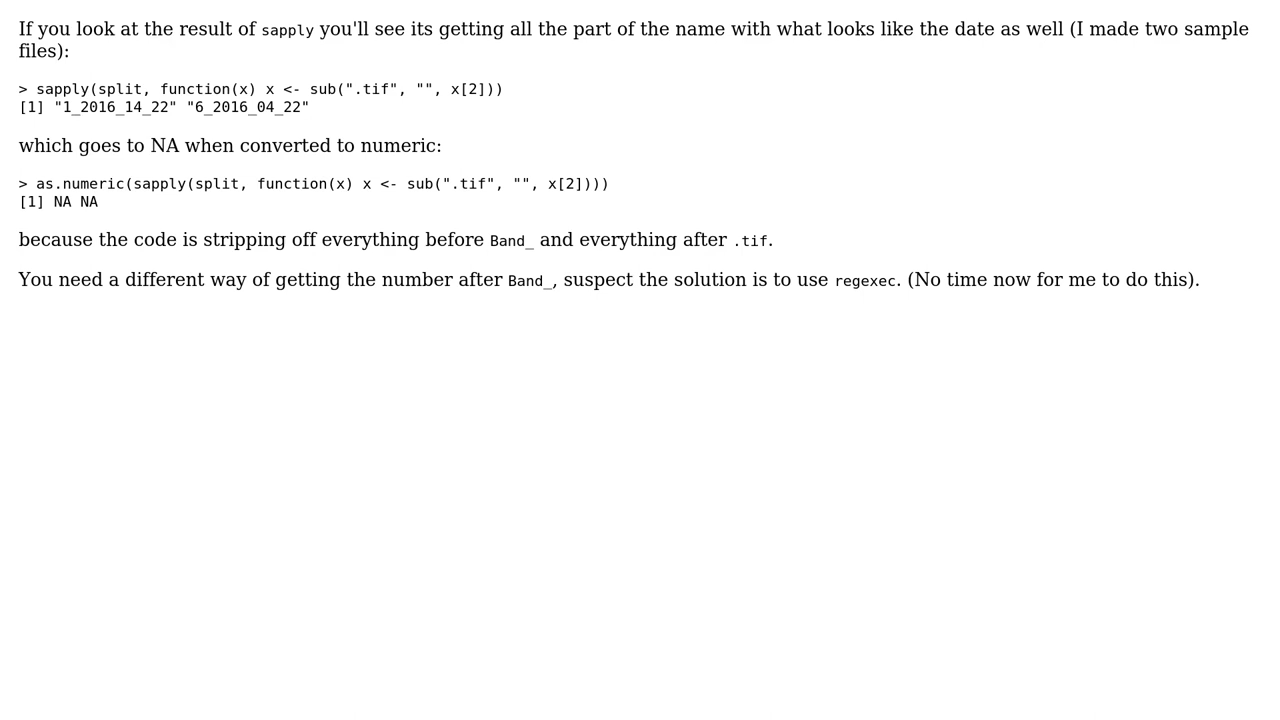 If you look at the result of sapply you'll see its getting all the part of the name with what looks like the date as well (I made two sample
files):
> sapply(split, function(x) x <- sub(".tif", "", x[2]))
[1] "1_2016_14_22" "6_2016_04_22"
which goes to NA when converted to numeric:
> as.numeric(sapply(split, function(x) x <- sub(".tif", "", x[2])))
[1] NA NA
because the code is stripping off everything before Band_ and everything after .tif.
You need a different way of getting the number after Band_, suspect the solution is to use regexec. (No time now for me to do this).